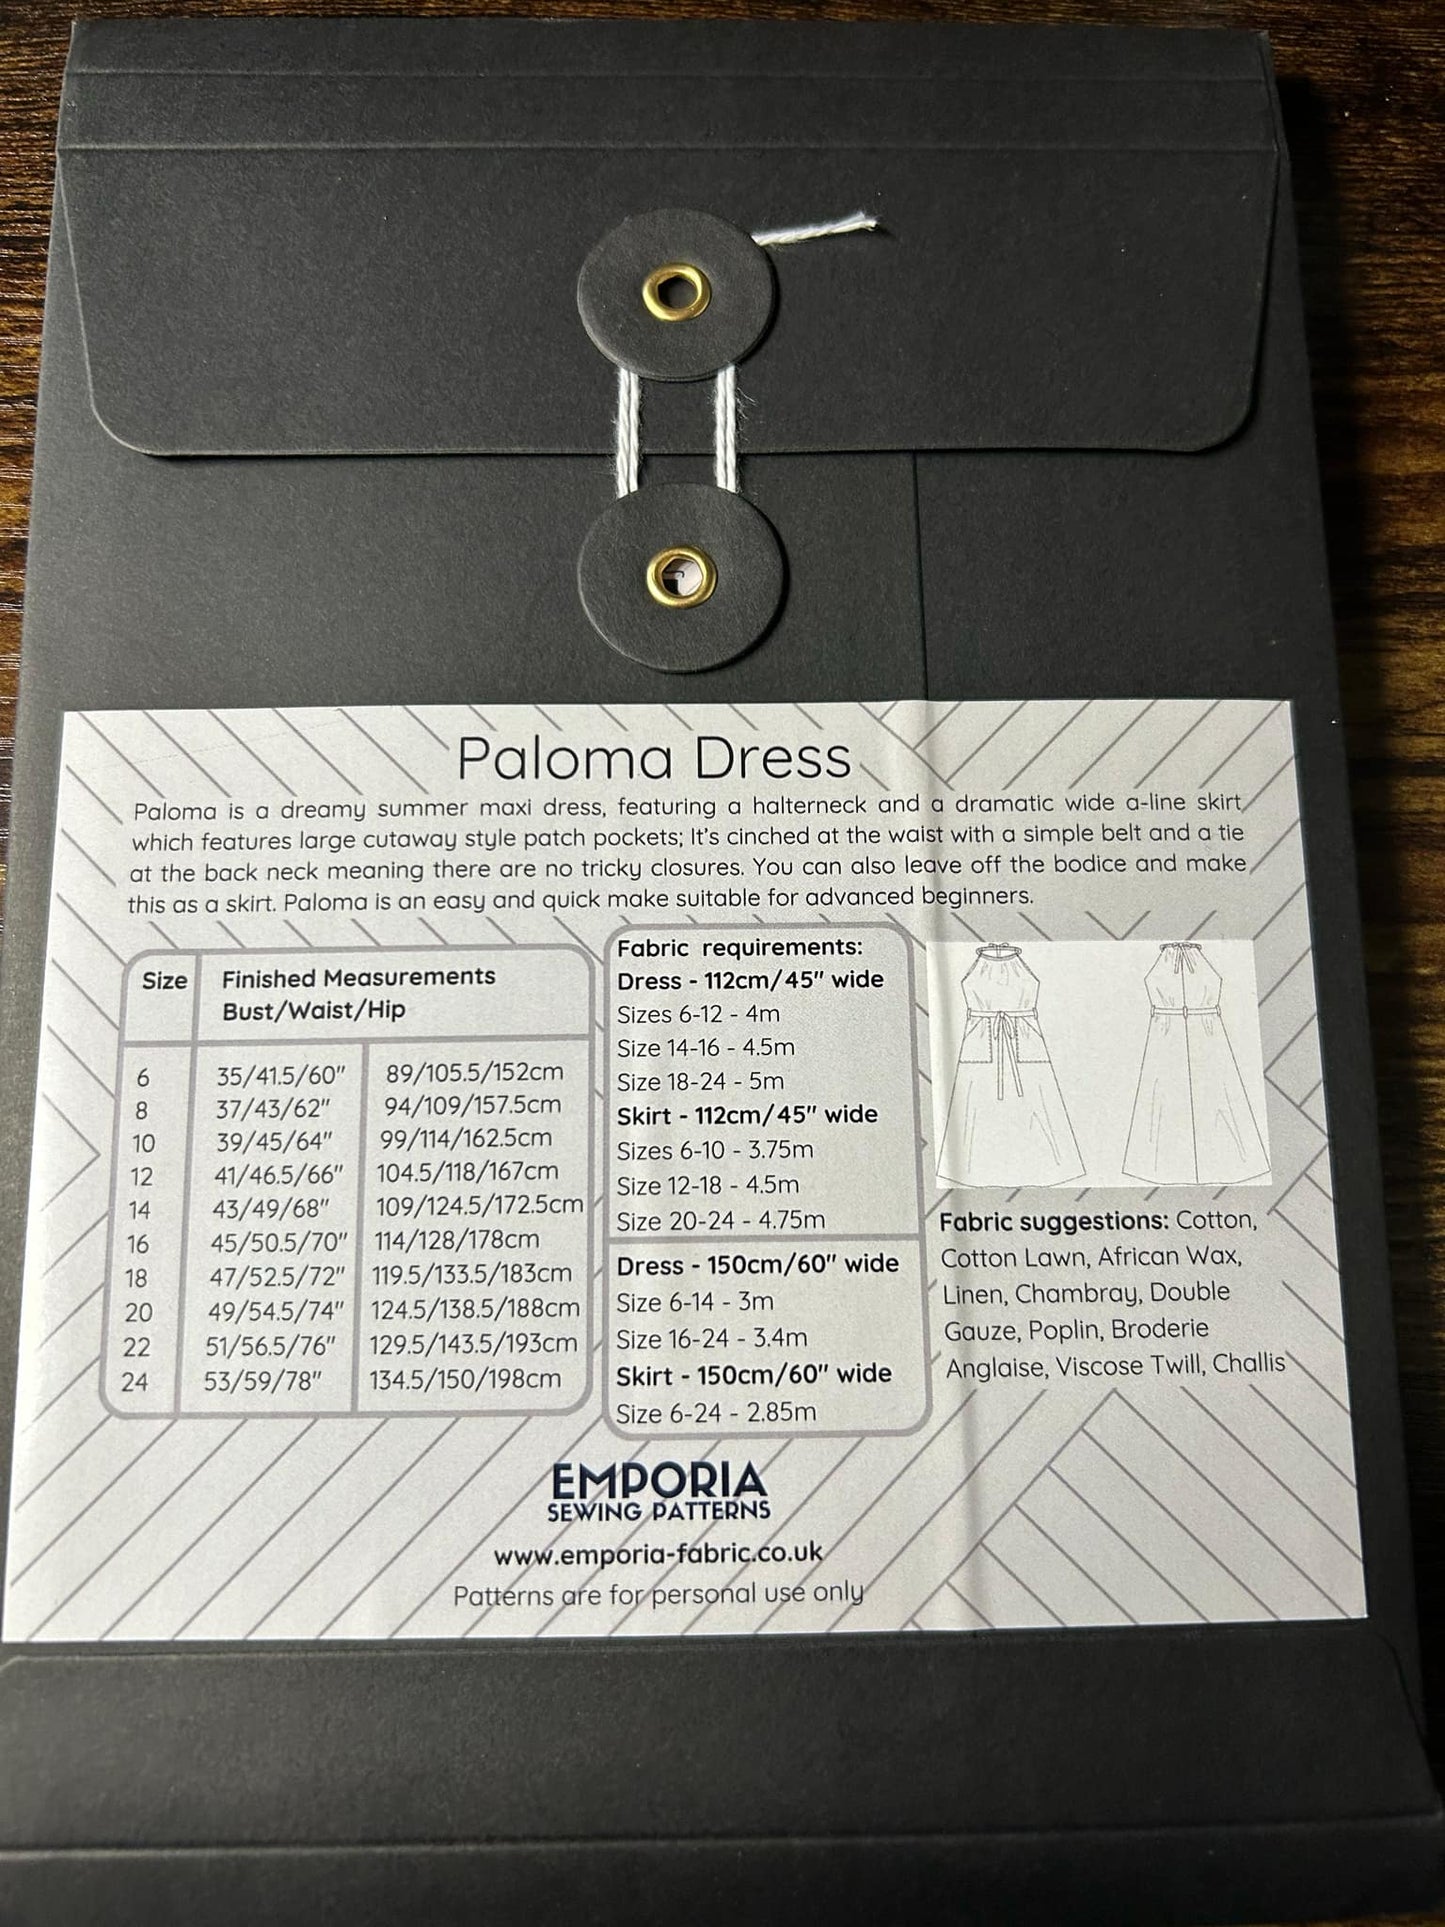 Paloma Dress
Paloma is a dreamy summer maxi dress, featuring a halterneck and a dramatic wide a-line skirt
which features large cutaway style patch pockets; It's cinched at the waist with a simple belt and a tie
at the back neck meaning there are no tricky closures. You can also leave off the bodice and make
this as a skirt. Paloma is an easy and quick make suitable for advanced beginners.
Size Finished Measurements
Bust/Waist/Hip
6 35/41.5/60" 89/105.5/152cm
8 37/43/62" 94/109/157.5cm
10 39/45/64" 99/114/162.5cm
12 41/46.5/66" 104.5/118/167cm
14 43/49/68" 109/124.5/172.5cm
16 45/50.5/70" 114/128/178cm
18 47/52.5/72" 119.5/133.5/183cm
20 49/54.5/74" 124.5/138.5/188cm
22 51/56.5/76" 129.5/143.5/193cm
24 53/59/78" 134.5/150/198cm
Fabric requirements:
Dress - 112cm/45" wide
Sizes 6-12 - 4m
Size 14-16 - 4.5m
Size 18-24 - 5m
Skirt - 112cm/45" wide
Sizes 6-10 - 3.75m
Size 12-18 - 4.5m
Size 20-24 - 4.75m
Dress - 150cm/60" wide
Size 6-14 - 3m
Size 16-24 - 3.4m
Skirt - 150cm/60" wide
Size 6-24 - 2.85m
Fabric suggestions: Cotton,
Cotton Lawn, African Wax,
Linen, Chambray, Double
Gauze, Poplin, Broderie
Anglaise, Viscose Twill, Challis
EMPORIA
SEWING PATTERNS
www.emporia-fabric.co.uk
Patterns are for personal use only